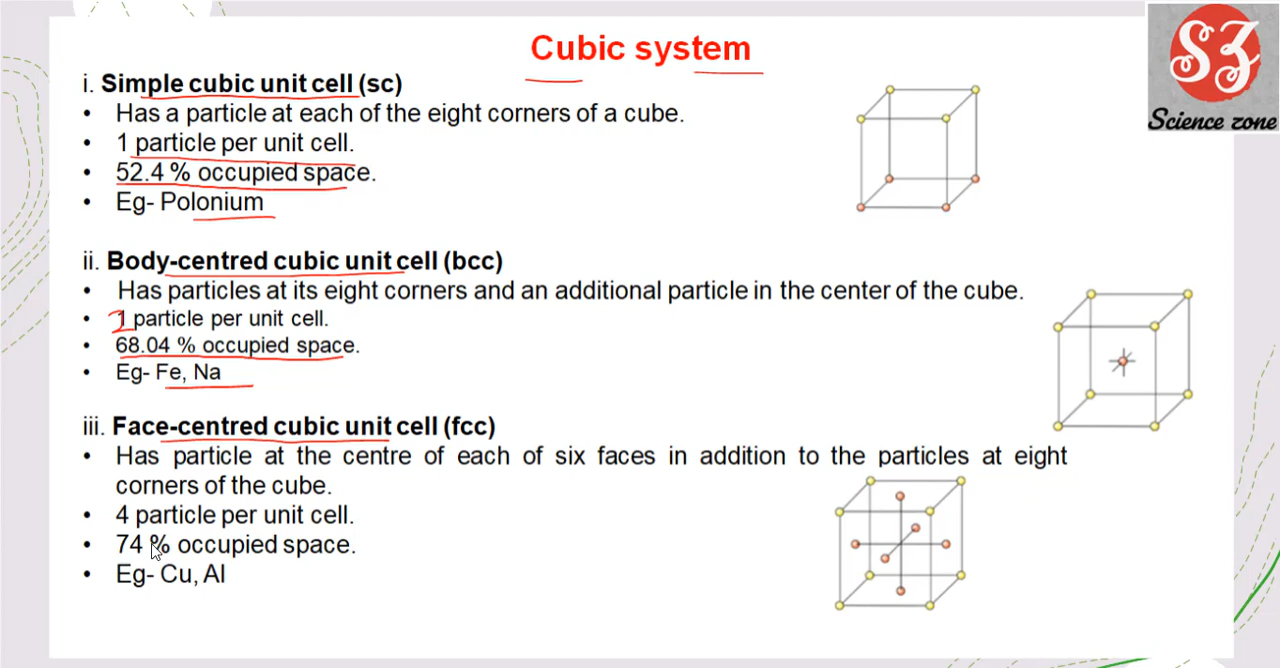 Cubic system
SZ
Science zone
i. Simple cubic unit cell (sc)
• Has a particle at each of the eight corners of a cube.
• 1 particle per unit cell.
• 52.4 % occupied space.
• Eg- Polonium
ii. Body-centred cubic unit cell (bcc)
• Has particles at its eight corners and an additional particle in the center of the cube.
• 2 particle per unit cell.
• 68.04 % occupied space.
• Eg- Fe, Na
iii. Face-centred cubic unit cell (fcc)
• Has particle at the centre of each of six faces in addition to the particles at eight
corners of the cube.
• 4 particle per unit cell.
• 74 % occupied space.
• Eg- Cu, Al